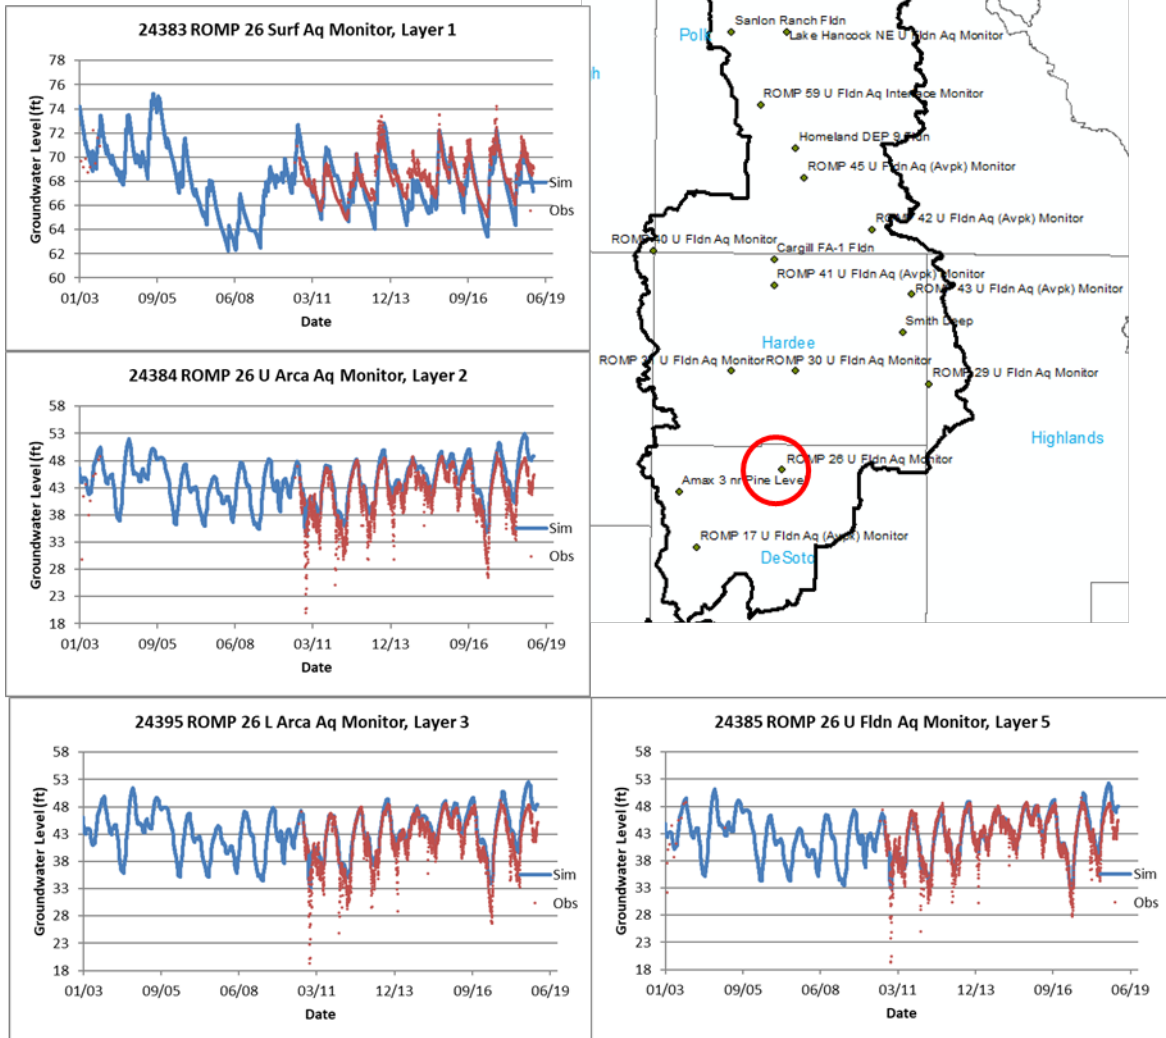 24383 ROMP 26 Surf Aq Monitor, Layer 1
Groundwater Level (ft)
78
76
74
72
70
68
66
64
62
60
Sim
Obs
01/03 09/05 06/08 03/11 12/13 09/16 06/19
Date
24384 ROMP 26 U Arca Aq Monitor, Layer 2
Groundwater Level (ft)
58
53
48
43
38
33
28
23
18
Sim
Obs
01/03 09/05 06/08 03/11 12/13 09/16 06/19
Date
Sanlon Ranch Fldn
Polk
Lake Hancock NE U Fldn Aq Monitor
h
ROMP 59 U Fldn Aq Interface Monitor
Homeland DEP 9 Fldn
ROMP 45 U Fldn Aq (Avpk) Monitor
ROMP 42 U Fldn Aq (Avpk) Monitor
ROMP 40 U Fldn Aq Monitor
Cargill FA-1 Fldn
ROMP 41 U Fldn Aq (Avpk) Monitor
ROMP 43 U Fldn Aq (Avpk) Monitor
Smith Deep
Hardee
ROMP U Fldn Aq Monitor
ROMP 30 U Fldn Aq Monitor
ROMP 29 U Fldn Aq Monitor
Highlands
ROMP 26 U Fldn Aq Monitor
Amax 3 nr Pine Level
ROMP 17 U Fldn Aq (Avpk) Monitor
DeSoto
24395 ROMP 26 L Arca Aq Monitor, Layer 3
Groundwater Level (ft)
58
53
48
43
38
33
28
23
18
Sim
Obs
01/03 09/05 06/08 03/11 12/13 09/16 06/19
Date
24385 ROMP 26 U Fldn Aq Monitor, Layer 5
Groundwater Level (ft)
58
53
48
43
38
33
28
23
18
Sim
Obs
01/03 09/05 06/08 03/11 12/13 09/16 06/19
Date